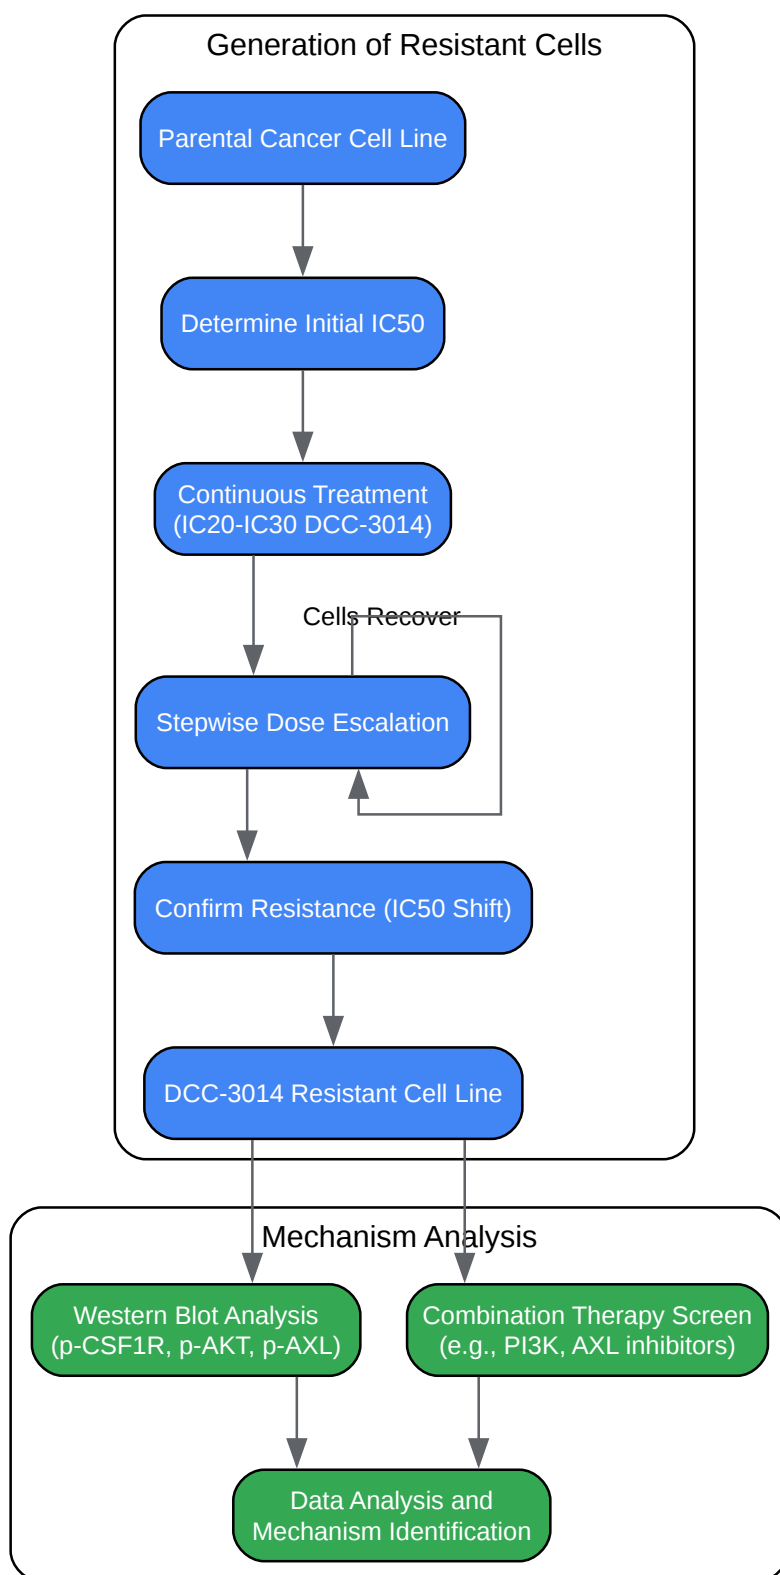 Generation of Resistant Cells
Parental Cancer Cell Line
Determine Initial IC50
Continuous Treatment
(IC20-IC30 DCC-3014)
Cells Recover
Stepwise Dose Escalation
Confirm Resistance (IC50 Shift)
DCC-3014 Resistant Cell Line
Mechanism Analysis
Western Blot Analysis
(p-CSF1R, p-AKT, p-AXL)
Combination Therapy Screen
(e.g., PI3K, AXL inhibitors)
Data Analysis and
Mechanism Identification